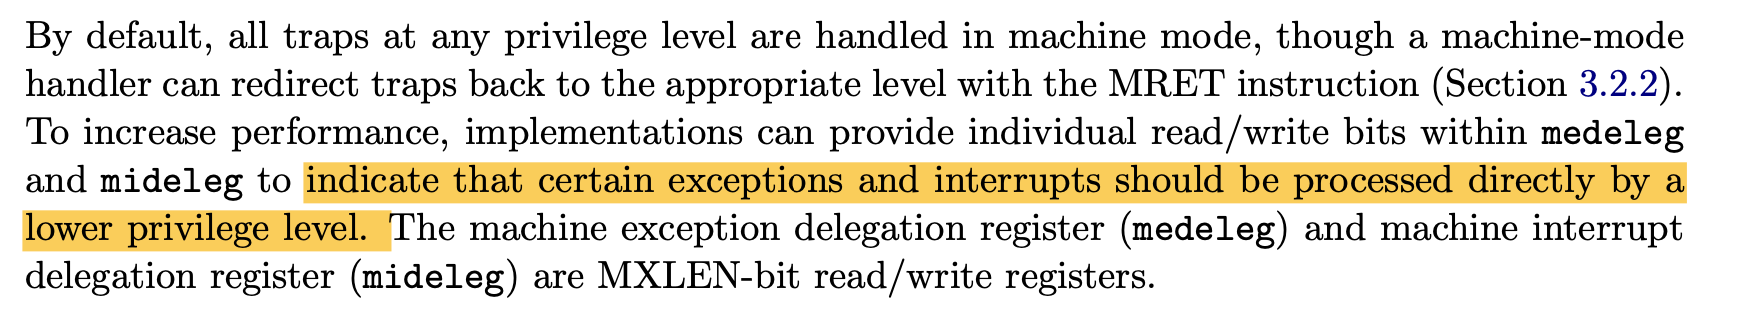 By default, all traps at any privilege level are handled in machine mode, though a machine-mode
handler can redirect traps back to the appropriate level with the MRET instruction (Section 3.2.2).
To increase performance, implementations can provide individual read/write bits within medeleg
and mideleg to indicate that certain exceptions and interrupts should be processed directly by a
lower privilege level. The machine exception delegation register (medeleg) and machine interrupt
delegation register (mideleg) are MXLEN-bit read/write registers.